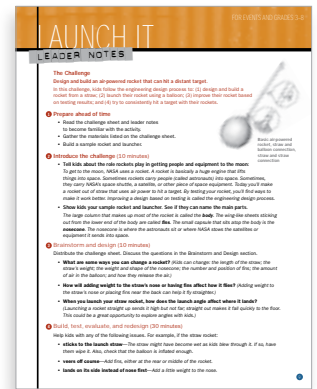 FOR EVENTS AND GRADES 3–8
LAUNCH IT
LEADER NOTES
The Challenge
Design and build an air-powered rocket that can hit a distant target.
In this challenge, kids follow the engineering design process to: (1) design and build a
rocket from a straw; (2) launch their rocket using a balloon; (3) improve their rocket based
on testing results; and (4) try to consistently hit a target with their rockets.
1 Prepare ahead of time
• Read the challenge sheet and leader notes
to become familiar with the activity.
• Gather the materials listed on the challenge sheet.
• Build a sample rocket and launcher
Basic air-powered
rocket, straw and
balloon connection,
straw and straw
connection
2 Introduce the challenge (10 minutes)
• Tell kids about the role rockets play in getting people and equipment to the moon:
To get to the moon, NASA uses a rocket. A rocket is basically a huge engine that lifts
things into space. Sometimes rockets carry people (called astronauts) into space. Sometimes,
they carry NASA's space shuttle, a satellite, or other piece of space equipment. Today you'll make
a rocket out of straw that uses air power to hit a target. By testing your rocket, you'll find ways to
make it work better. Improving a design based on testing is called the engineering design process.
• Show kids your sample rocket and launcher. See if they can name the main parts.
The large column that makes up most of the rocket is called the body. The wing-like shapes sticking
out from the lower end of the body are called fins. The small capsule that sits atop the body is the
nosecone. The nosecone is where the astronauts sit or where NASA stows the satellites or
equipment it sends into space.
3 Brainstorm and design (10 minutes)
Distribute the challenge sheet. Discuss the questions in the Brainstorm and Design section.
• What are some ways you can change a rocket? (Kids can change: the length of the straw; the
straw's weight; the weight and shape of the nosecone; the number and position of fins; the amount
of air in the balloon; and how they release the air.)
• How will adding weight to the straw's nose or having fins affect how it flies? (Adding weight to
the straw's nose or placing fins near the back can help it fly straighter.)
• When you launch your straw rocket, how does the launch angle affect where it lands?
(Launching a rocket straight up sends it high but not far; straight out makes it fall quickly to the floor.
This could be a great opportunity to explore angles with kids.)
4 Build, test, evaluate, and redesign (30 minutes)
Help kids with any of the following issues. For example, if the straw rocket:
• sticks to the launch straw—The straw might have become wet as kids blew through it. If so, have
them wipe it. Also, check that the balloon is inflated enough.
• veers off course—Add fins, either at the rear or middle of the rocket.
• lands on its side instead of nose first—Add a little weight to the nose.